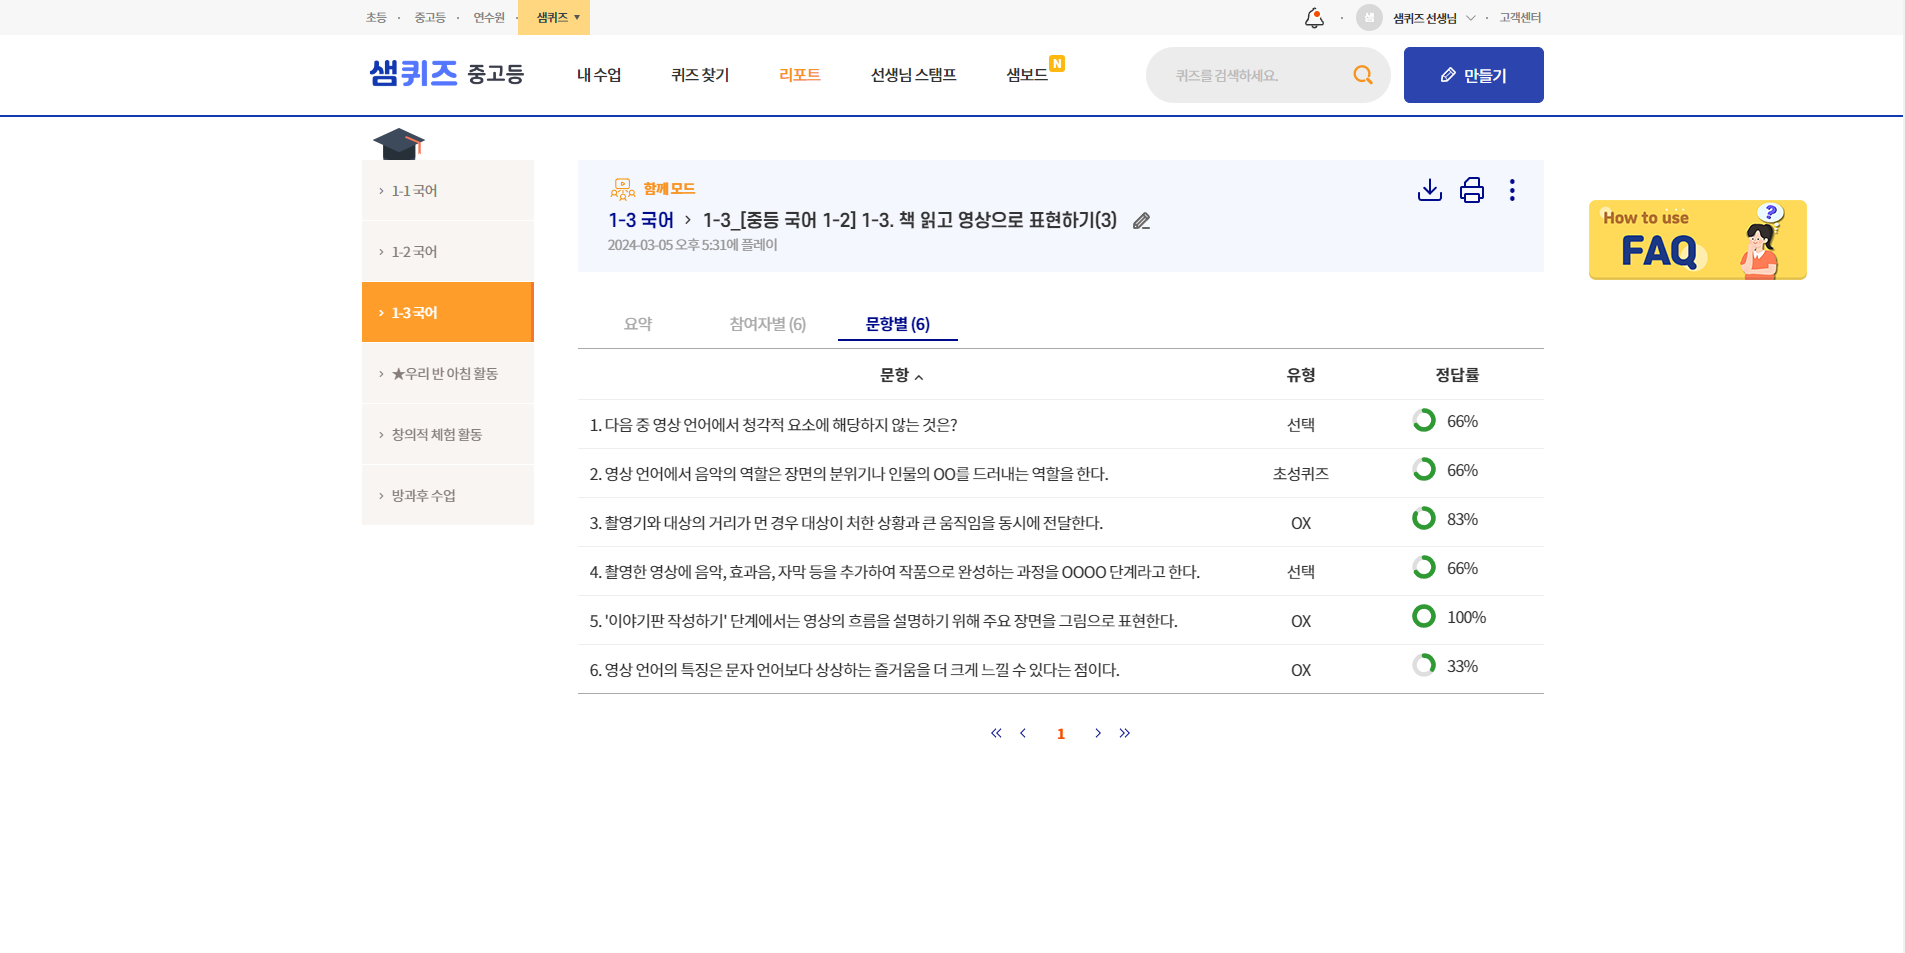 초등 · 중고등 · 연수원 · 샘퀴즈 ▼
샘 샘퀴즈 선생님 · 고객센터
샘퀴즈 중고등 내 수업 퀴즈 찾기 리포트 선생님 스탬프 샘보드 N 퀴즈를 검색하세요. 만들기
1-1 국어
1-2 국어
1-3 국어
★우리 반 아침 활동
창의적 체험 활동
방과후 수업
함께 모드
1-3 국어 › 1-3_[중등 국어 1-2] 1-3. 책 읽고 영상으로 표현하기(3)
2024-03-05 오후 5:31에 플레이
How to use
FAQ
?
요약 참여자별 (6) 문항별 (6)
문항 유형 정답률
1. 다음 중 영상 언어에서 청각적 요소에 해당하지 않는 것은? 선택 66%
2. 영상 언어에서 음악의 역할은 장면의 분위기나 인물의 OO를 드러내는 역할을 한다. 초성퀴즈 66%
3. 촬영기와 대상의 거리가 먼 경우 대상이 처한 상황과 큰 움직임을 동시에 전달한다. OX 83%
4. 촬영한 영상에 음악, 효과음, 자막 등을 추가하여 작품으로 완성하는 과정을 OOOO 단계라고 한다. 선택 66%
5. '이야기판 작성하기' 단계에서는 영상의 흐름을 설명하기 위해 주요 장면을 그림으로 표현한다. OX 100%
6. 영상 언어의 특징은 문자 언어보다 상상하는 즐거움을 더 크게 느낄 수 있다는 점이다. OX 33%
« ‹ 1 › »